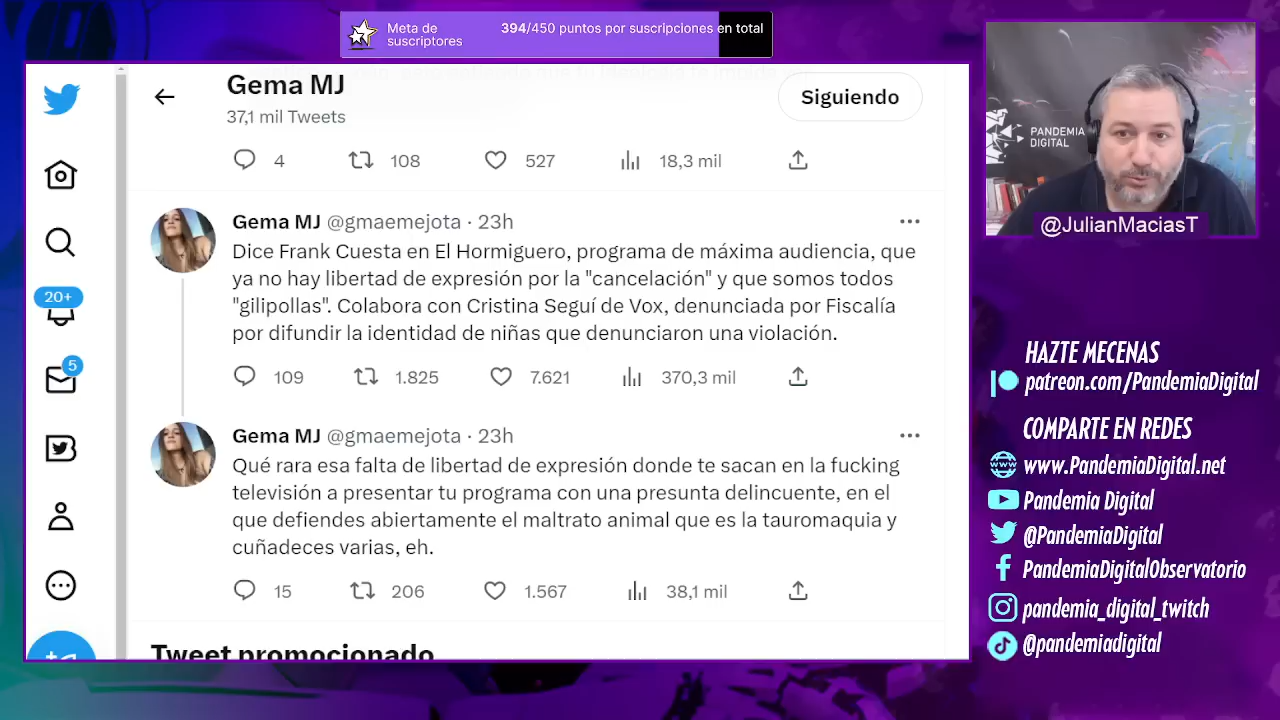 Meta de
suscriptores
394/450 puntos por suscripciones en total
Gema MJ
37,1 mil Tweets
Siguiendo
4 108 527 18,3 mil
Gema MJ @gmaemejota · 23h
Dice Frank Cuesta en El Hormiguero, programa de máxima audiencia, que
ya no hay libertad de expresión por la "cancelación" y que somos todos
"gilipollas". Colabora con Cristina Seguí de Vox, denunciada por Fiscalía
por difundir la identidad de niñas que denunciaron una violación.
109 1.825 7.621 370,3 mil
Gema MJ @gmaemejota · 23h
Qué rara esa falta de libertad de expresión donde te sacan en la fucking
televisión a presentar tu programa con una presunta delincuente, en el
que defiendes abiertamente el maltrato animal que es la tauromaquia y
cuñadeces varias, eh.
15 206 1.567 38,1 mil
Tweet promocionado
20+
5
PANDEMIA
DIGITAL
@JulianMaciasT
HAZTE MECENAS
patreon.com/PandemiaDigital
COMPARTE EN REDES
www.PandemiaDigital.net
Pandemia Digital
@PandemiaDigital
PandemiaDigitalObservatorio
pandemia_digital_twitch
@pandemiadigital